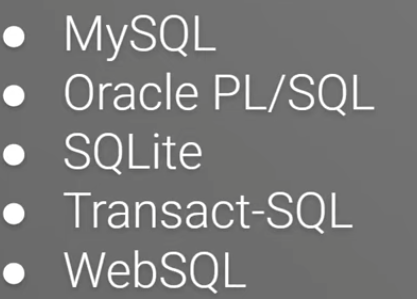 • MySQL
• Oracle PL/SQL
• SQLite
• Transact-SQL
• WebSQL